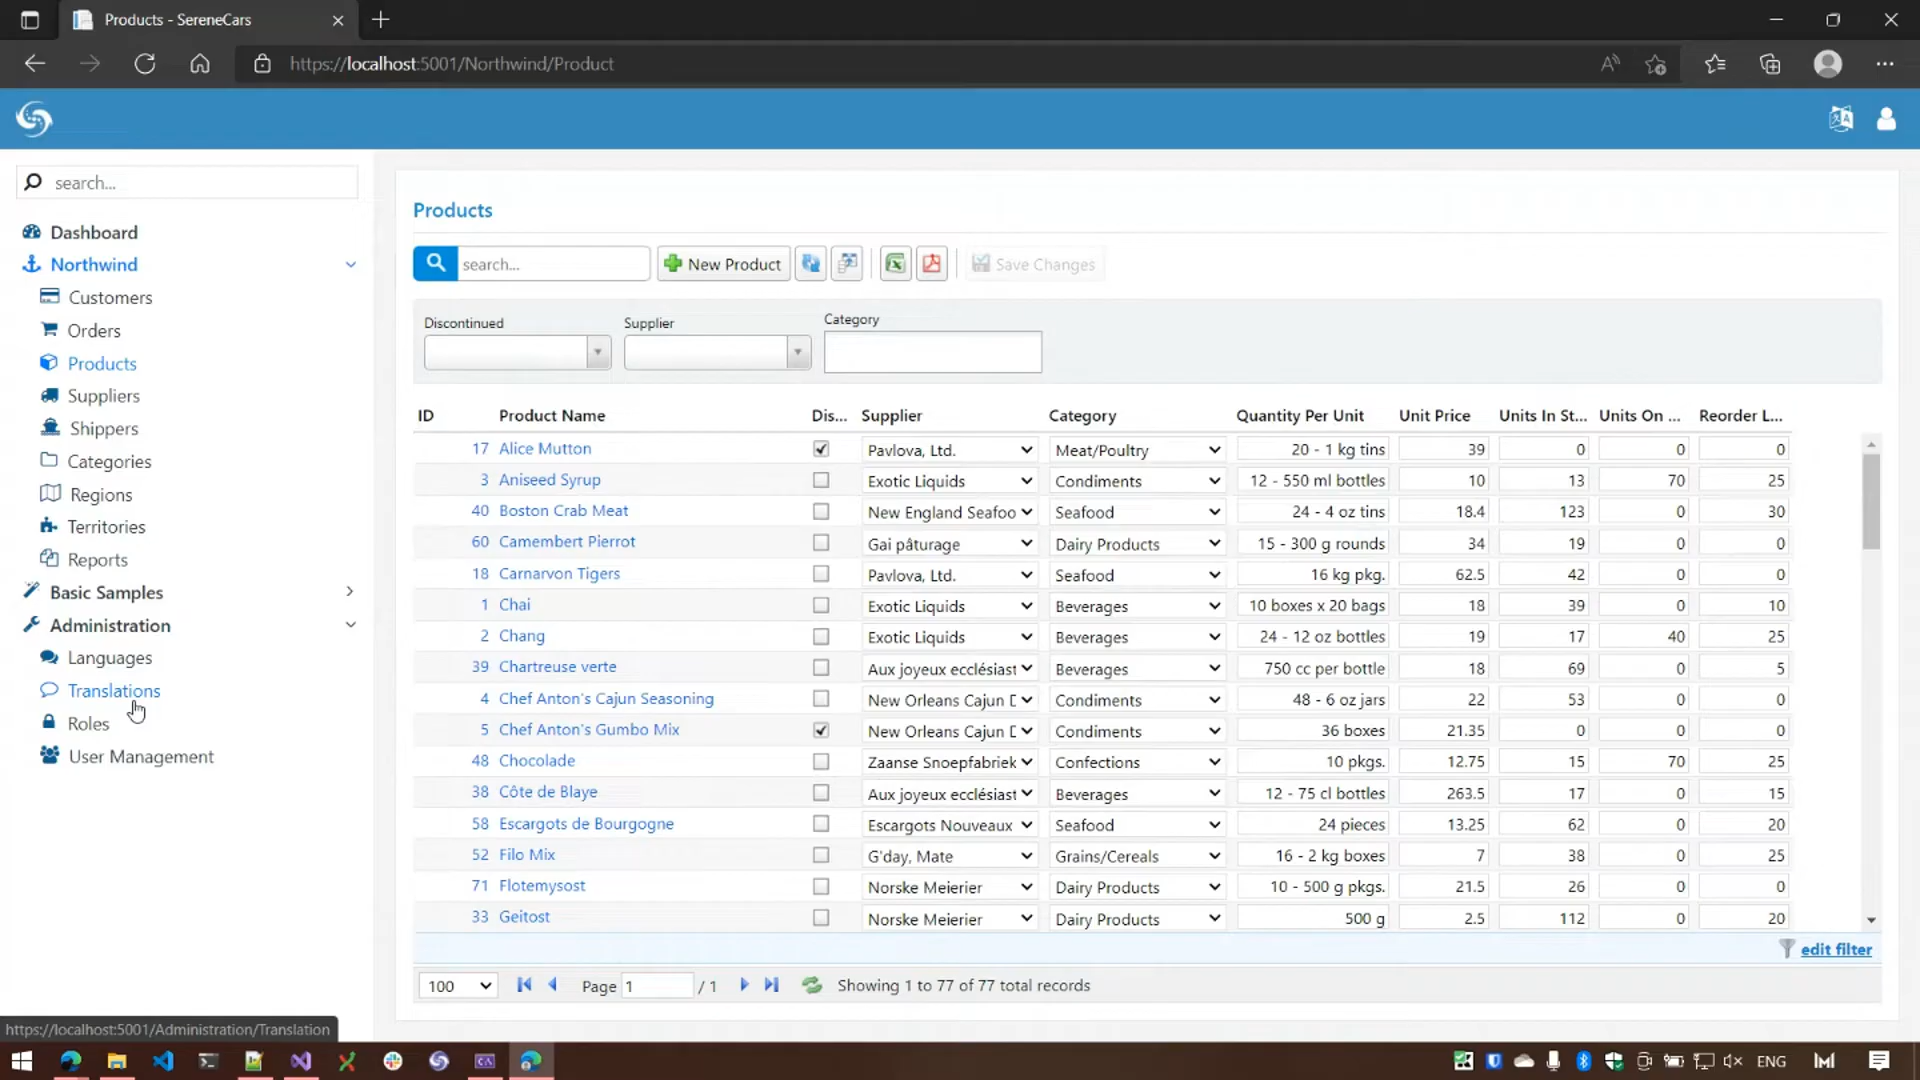 Products - SereneCars
https://localhost:5001/Northwind/Product
search...
Dashboard
Northwind
Customers
Orders
Products
Suppliers
Shippers
Categories
Regions
Territories
Reports
Basic Samples
Administration
Languages
Translations
Roles
User Management
Products
search... New Product Save Changes
Discontinued Supplier Category
ID Product Name Dis... Supplier Category Quantity Per Unit Unit Price Units In St... Units On ... Reorder L...
17 Alice Mutton Pavlova, Ltd. Meat/Poultry 20 - 1 kg tins 39 0 0 0
3 Aniseed Syrup Exotic Liquids Condiments 12 - 550 ml bottles 10 13 70 25
40 Boston Crab Meat New England Seafoo Seafood 24 - 4 oz tins 18.4 123 0 30
60 Camembert Pierrot Gai pâturage Dairy Products 15 - 300 g rounds 34 19 0 0
18 Carnarvon Tigers Pavlova, Ltd. Seafood 16 kg pkg. 62.5 42 0 0
1 Chai Exotic Liquids Beverages 10 boxes x 20 bags 18 39 0 10
2 Chang Exotic Liquids Beverages 24 - 12 oz bottles 19 17 40 25
39 Chartreuse verte Aux joyeux ecclésiast Beverages 750 cc per bottle 18 69 0 5
4 Chef Anton's Cajun Seasoning New Orleans Cajun D Condiments 48 - 6 oz jars 22 53 0 0
5 Chef Anton's Gumbo Mix New Orleans Cajun D Condiments 36 boxes 21.35 0 0 0
48 Chocolade Zaanse Snoepfabriek Confections 10 pkgs. 12.75 15 70 25
38 Côte de Blaye Aux joyeux ecclésiast Beverages 12 - 75 cl bottles 263.5 17 0 15
58 Escargots de Bourgogne Escargots Nouveaux Seafood 24 pieces 13.25 62 0 20
52 Filo Mix G'day, Mate Grains/Cereals 16 - 2 kg boxes 7 38 0 25
71 Flotemysost Norske Meierier Dairy Products 10 - 500 g pkgs. 21.5 26 0 0
33 Geitost Norske Meierier Dairy Products 500 g 2.5 112 0 20
edit filter
100 Page 1 / 1 Showing 1 to 77 of 77 total records
https://localhost:5001/Administration/Translation
ENG